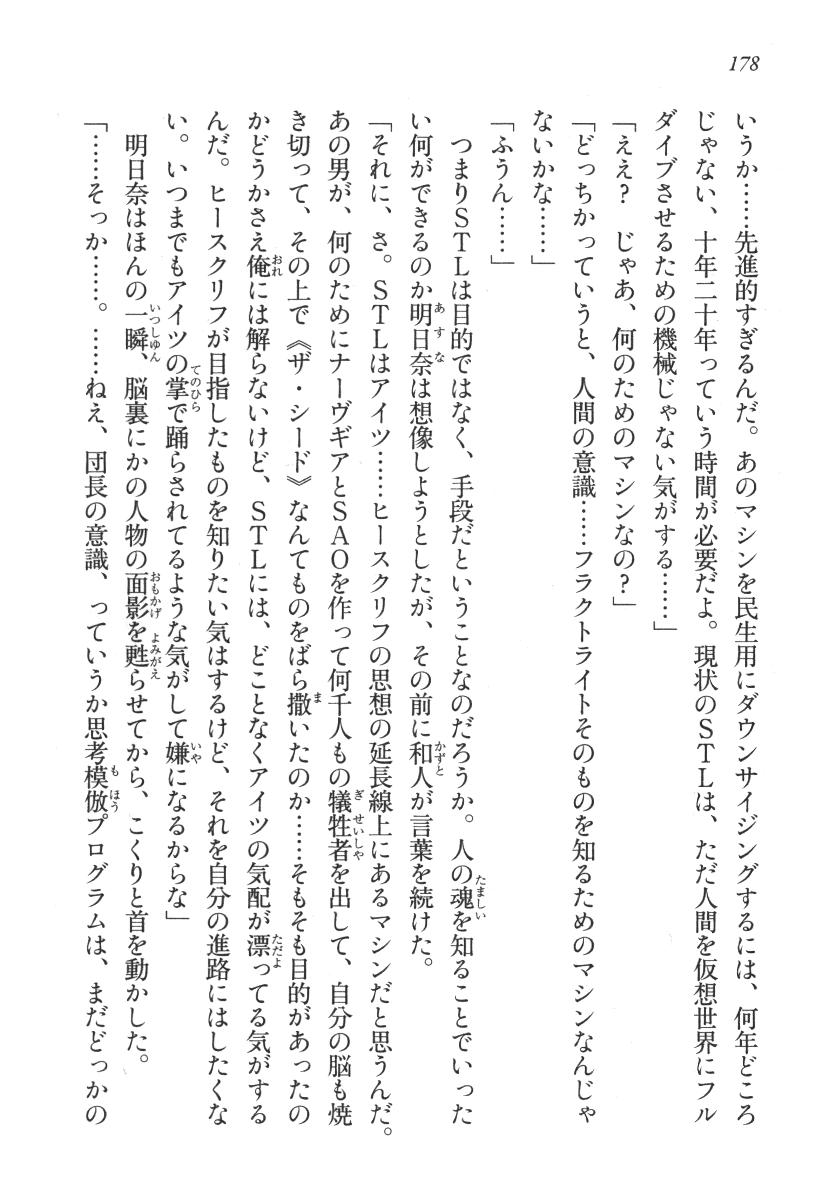 178
いうか……先進的すぎるんだ。あのマシンを民生用にダウンサイジングするには、何年どころ
じゃない、十年二十年っていう時間が必要だよ。現状のSTLは、ただ人間を仮想世界にフル
ダイブさせるための機械じゃない気がする……」
「ええ？　じゃあ、何のためのマシンなの？」
「どっちかっていうと、人間の意識……フラクトライトそのものを知るためのマシンなんじゃ
ないかな……」
「ふうん……」
　つまりSTLは目的ではなく、手段だということなのだろうか。人の魂を知ることでいった
い何ができるのか明日奈は想像しようとしたが、その前に和人が言葉を続けた。
「それに、さ。STLはアイツ……ヒースクリフの思想の延長線上にあるマシンだと思うんだ。
あの男が、何のためにナーヴギアとSAOを作って何千人もの犠牲者を出して、自分の脳も焼
き切って、その上で《ザ・シード》なんてものをばら撒いたのか……そもそも目的があったの
かどうかさえ俺には解らないけど、STLには、どことなくアイツの気配が漂ってる気がする
んだ。ヒースクリフが目指したものを知りたい気はするけど、それを自分の進路にはしたくな
い。いつまでもアイツの掌で踊らされてるような気がして嫌になるからな」
　明日奈はほんの一瞬、脳裏にかの人物の面影を甦らせてから、こくりと首を動かした。
「……そっか……。……ねえ、団長の意識、っていうか思考模倣プログラムは、まだどっかの